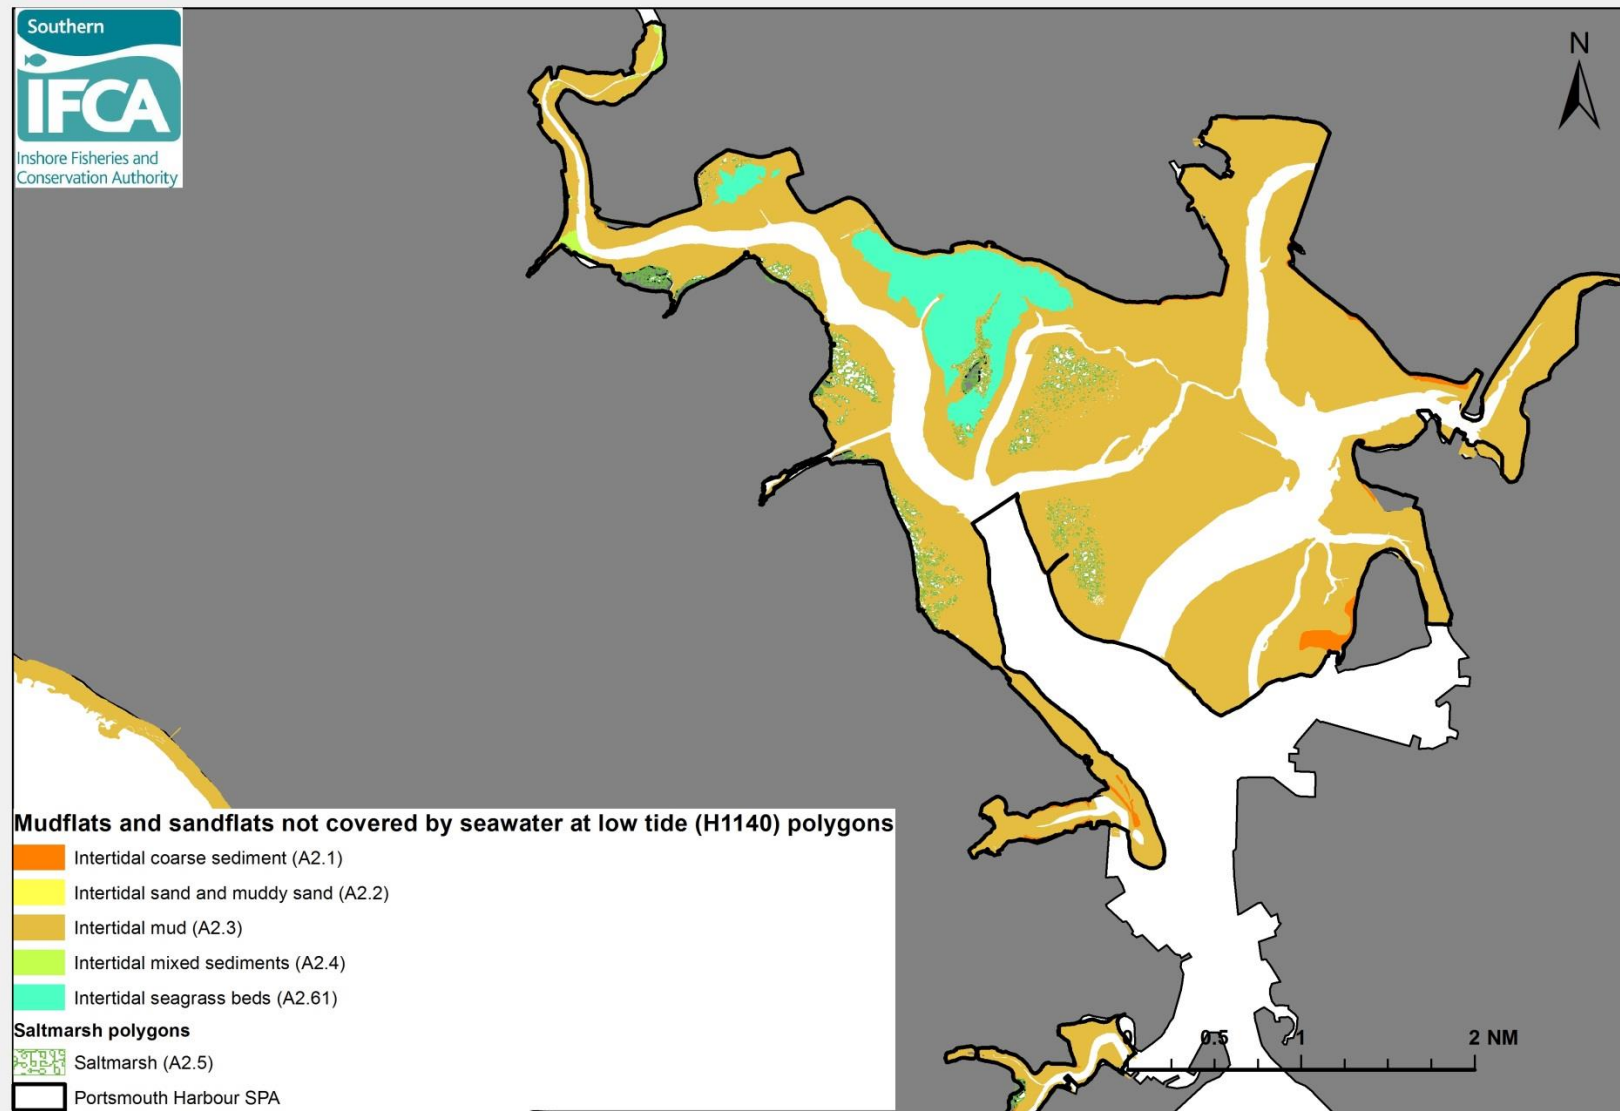 Southern
IFCA
Inshore Fisheries and
Conservation Authority
N
Mudflats and sandflats not covered by seawater at low tide (H1140) polygons
Intertidal coarse sediment (A2.1)
Intertidal sand and muddy sand (A2.2)
Intertidal mud (A2.3)
Intertidal mixed sediments (A2.4)
Intertidal seagrass beds (A2.61)
Saltmarsh polygons
Saltmarsh (A2.5)
Portsmouth Harbour SPA
0 0.5 1 2 NM